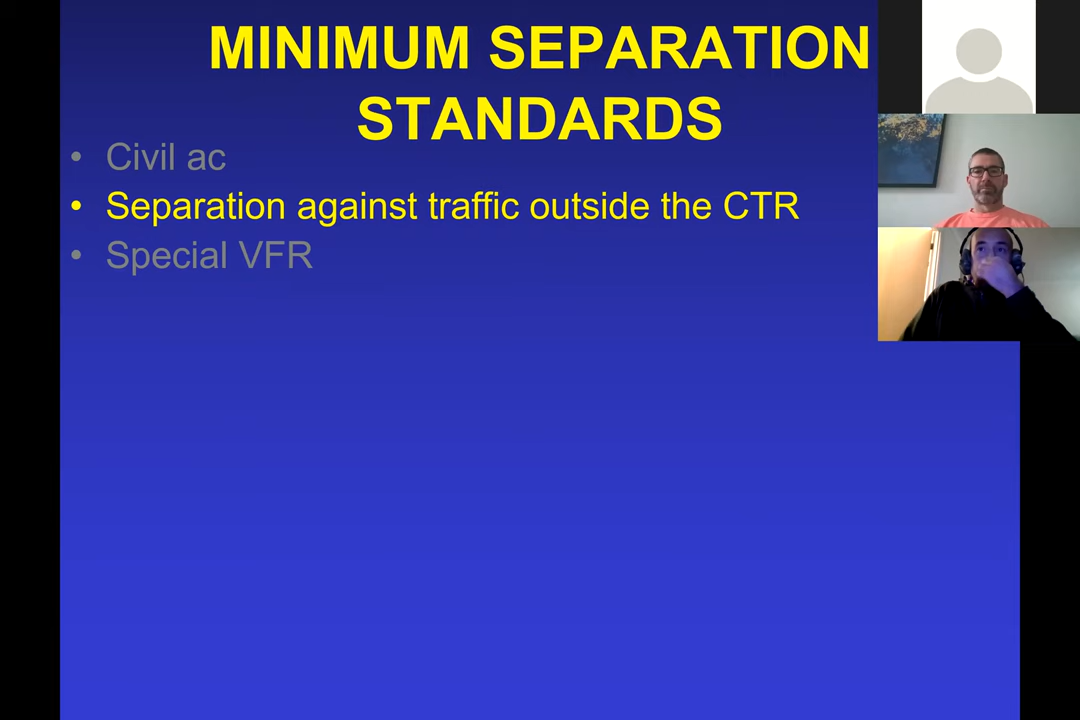 MINIMUM SEPARATION
STANDARDS
• Civil ac
• Separation against traffic outside the CTR
• Special VFR